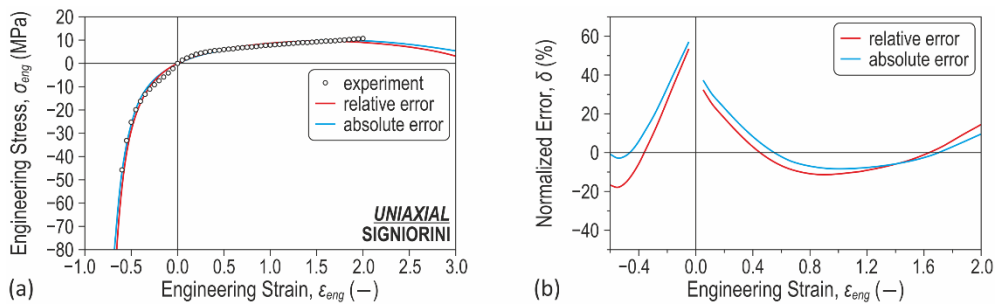 (a)
Engineering Stress, σeng (MPa)
20
10
0
−10
−20
−30
−40
−50
−60
−70
−80
experiment
relative error
absolute error
UNIAXIAL
SIGNIORINI
−1.0 −0.5 0.0 0.5 1.0 1.5 2.0 2.5 3.0
Engineering Strain, εeng (—)
(b)
Normalized Error, δ (%)
60
40
20
0
−20
−40
relative error
absolute error
−0.4 0.0 0.4 0.8 1.2 1.6 2.0
Engineering Strain, εeng (—)